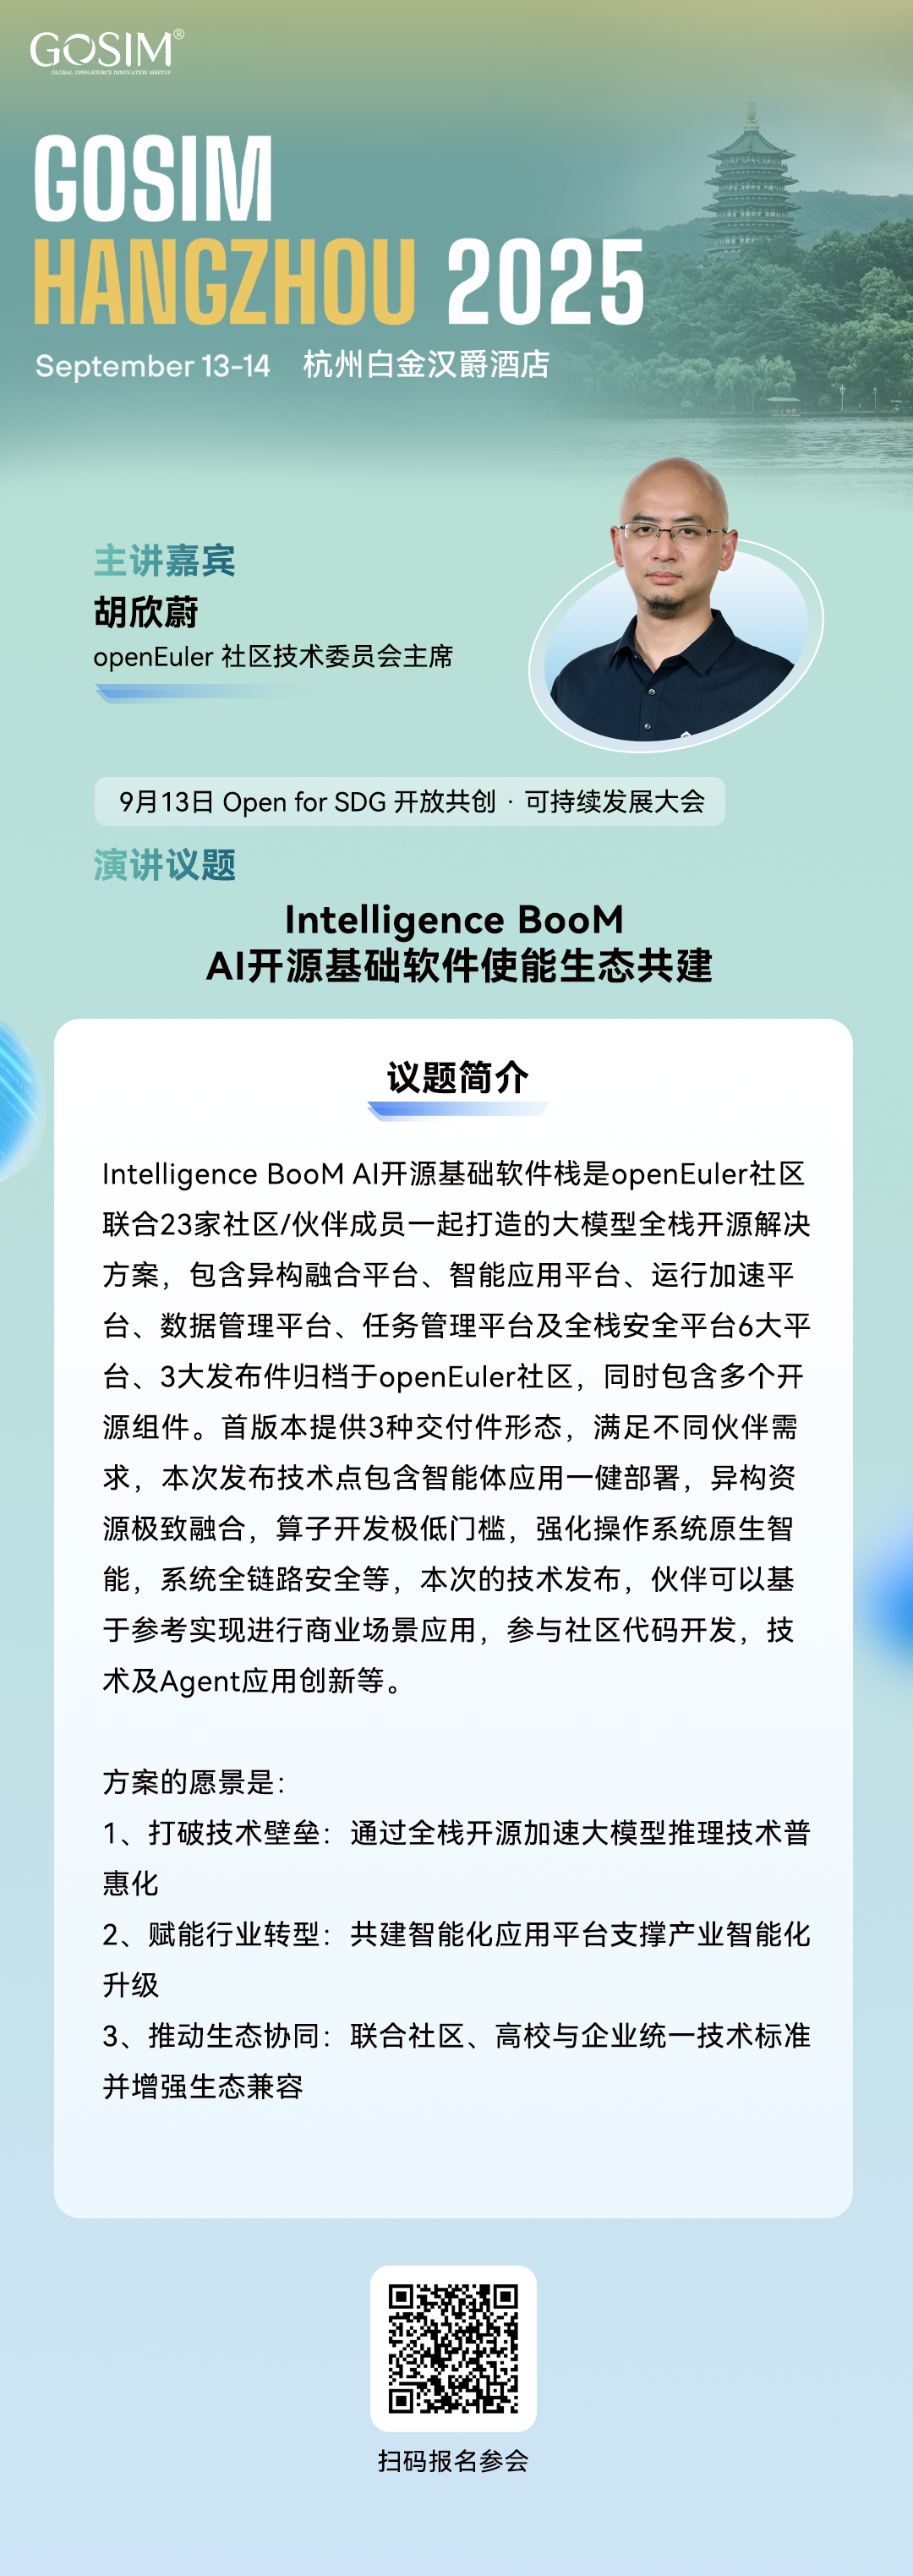 GOSIM®
GLOBAL OPEN-SOURCE INNOVATION MEETUP
GOSIM
HANGZHOU 2025
September 13-14 杭州白金汉爵酒店
主讲嘉宾
胡欣蔚
openEuler 社区技术委员会主席
9月13日 Open for SDG 开放共创 · 可持续发展大会
演讲议题
Intelligence BooM
AI开源基础软件使能生态共建
议题简介
Intelligence BooM AI开源基础软件栈是openEuler社区
联合23家社区/伙伴成员一起打造的大模型全栈开源解决
方案，包含异构融合平台、智能应用平台、运行加速平
台、数据管理平台、任务管理平台及全栈安全平台6大平
台、3大发布件归档于openEuler社区，同时包含多个开
源组件。首版本提供3种交付件形态，满足不同伙伴需
求，本次发布技术点包含智能体应用一健部署，异构资
源极致融合，算子开发极低门槛，强化操作系统原生智
能，系统全链路安全等，本次的技术发布，伙伴可以基
于参考实现进行商业场景应用，参与社区代码开发，技
术及Agent应用创新等。
方案的愿景是：
1、打破技术壁垒：通过全栈开源加速大模型推理技术普
惠化
2、赋能行业转型：共建智能化应用平台支撑产业智能化
升级
3、推动生态协同：联合社区、高校与企业统一技术标准
并增强生态兼容
扫码报名参会